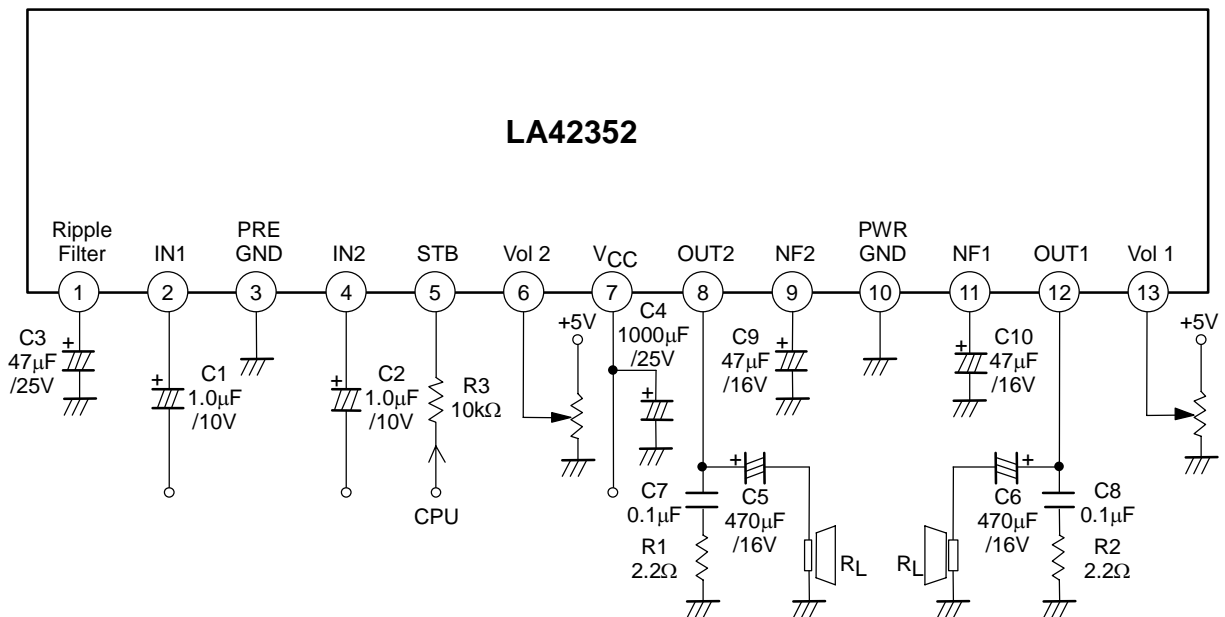 LA42352
Ripple
Filter
IN1
PRE
GND
IN2
STB
Vol 2
VCC
OUT2
NF2
PWR
GND
NF1
OUT1
Vol 1
1
2
3
4
5
6
7
8
9
10
11
12
13
C3
47μF
/25V
+
C1
1.0μF
/10V
+
C2
1.0μF
/10V
+
R3
10kΩ
CPU
+5V
C4
1000μF
/25V
+
C9
47μF
/16V
+
C10
47μF
/16V
+
+5V
C7
0.1μF
R1
2.2Ω
+
C5
470μF
/16V
RL
RL
+
C6
470μF
/16V
C8
0.1μF
R2
2.2Ω